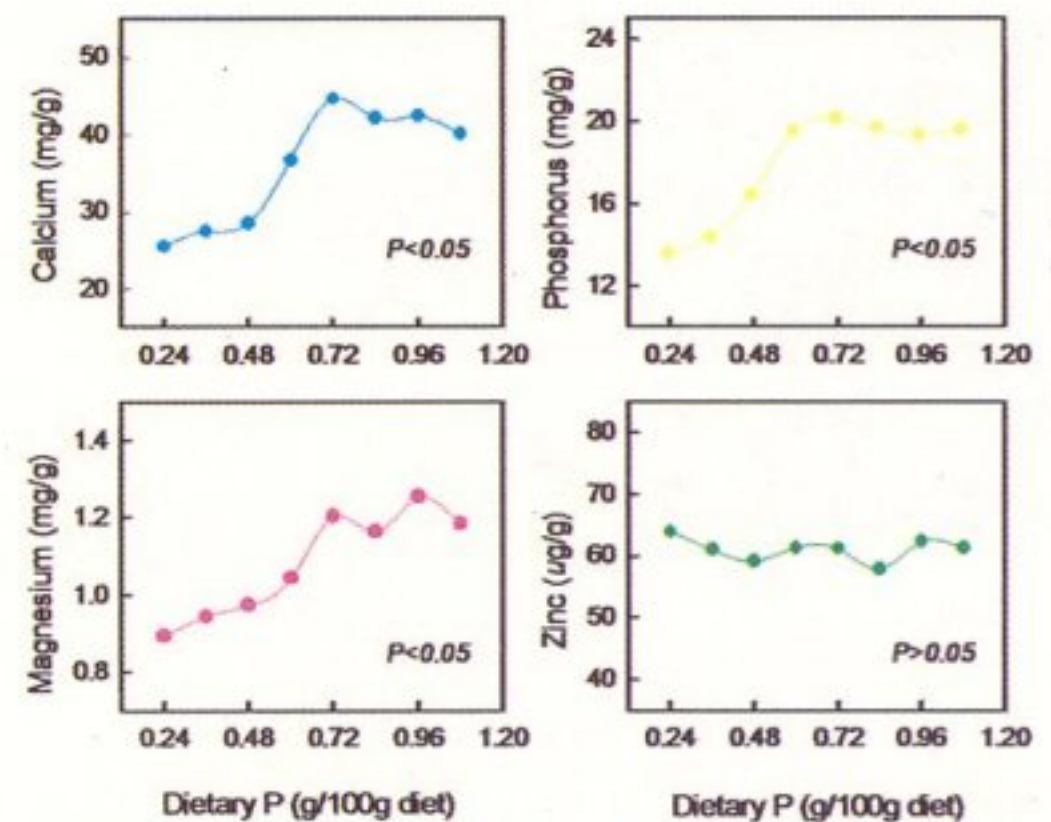 Calcium (mg/g)
50
40
30
20
P<0.05
0.24 0.48 0.72 0.96 1.20
Phosphorus (mg/g)
24
20
16
12
P<0.05
0.24 0.48 0.72 0.96 1.20
Magnesium (mg/g)
1.4
1.2
1.0
0.8
P<0.05
0.24 0.48 0.72 0.96 1.20
Dietary P (g/100g diet)
Zinc (ug/g)
80
70
60
50
40
P>0.05
0.24 0.48 0.72 0.96 1.20
Dietary P (g/100g diet)